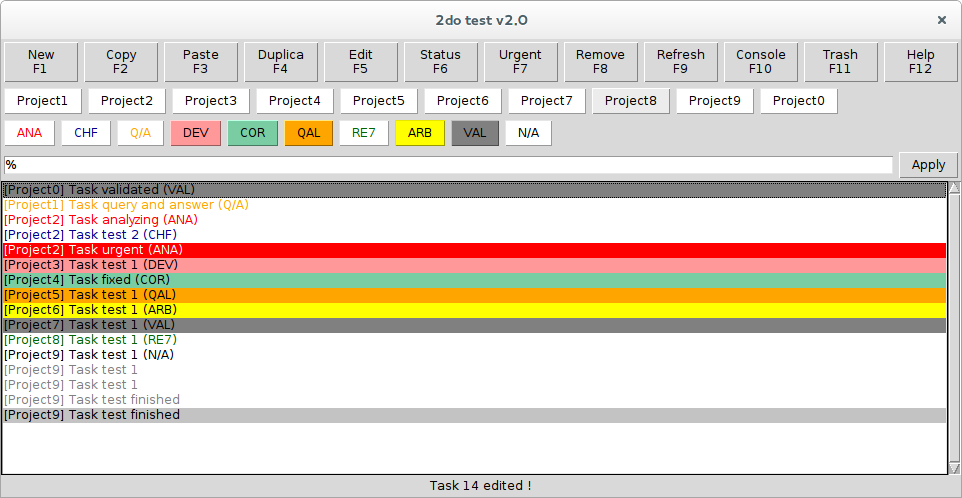 2do test v2.0
New Copy Paste Duplica Edit Status Urgent Remove Refresh Console Trash Help
F1 F2 F3 F4 F5 F6 F7 F8 F9 F10 F11 F12
Project1 Project2 Project3 Project4 Project5 Project6 Project7 Project8 Project9 Project0
ANA CHF Q/A DEV COR QAL RE7 ARB VAL N/A
% Apply
[Project0] Task validated (VAL)
[Project1] Task query and answer (Q/A)
[Project2] Task analyzing (ANA)
[Project2] Task test 2 (CHF)
[Project2] Task urgent (ANA)
[Project3] Task test 1 (DEV)
[Project4] Task fixed (COR)
[Project5] Task test 1 (QAL)
[Project6] Task test 1 (ARB)
[Project7] Task test 1 (VAL)
[Project8] Task test 1 (RE7)
[Project9] Task test 1 (N/A)
[Project9] Task test 1
[Project9] Task test 1
[Project9] Task test finished
[Project9] Task test finished
Task 14 edited !